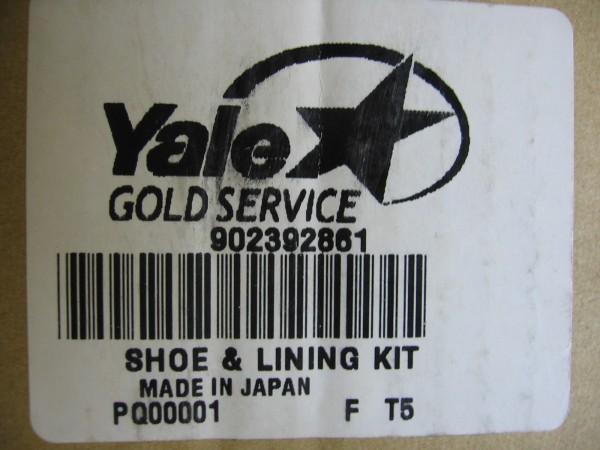 Yale
GOLD SERVICE
902392861
SHOE & LINING KIT
MADE IN JAPAN
PQ00001 F T5